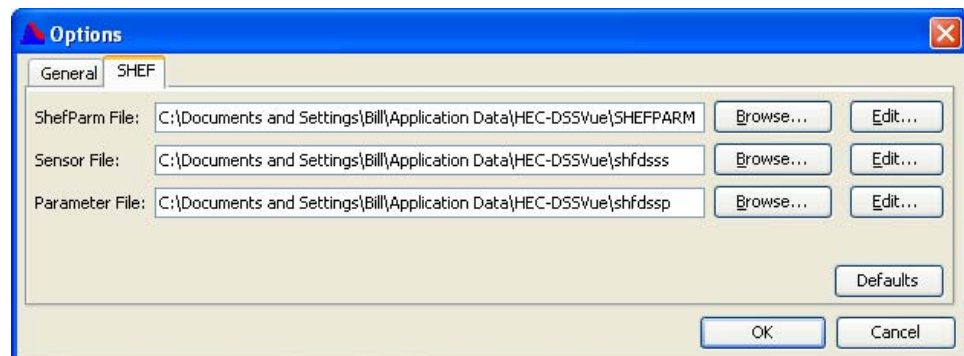 Options
General SHEF
ShefParm File: C:\Documents and Settings\Bill\Application Data\HEC-DSSVue\SHEFPARM Browse... Edit...
Sensor File: C:\Documents and Settings\Bill\Application Data\HEC-DSSVue\shfdsss Browse... Edit...
Parameter File: C:\Documents and Settings\Bill\Application Data\HEC-DSSVue\shfdssp Browse... Edit...
Defaults
OK Cancel